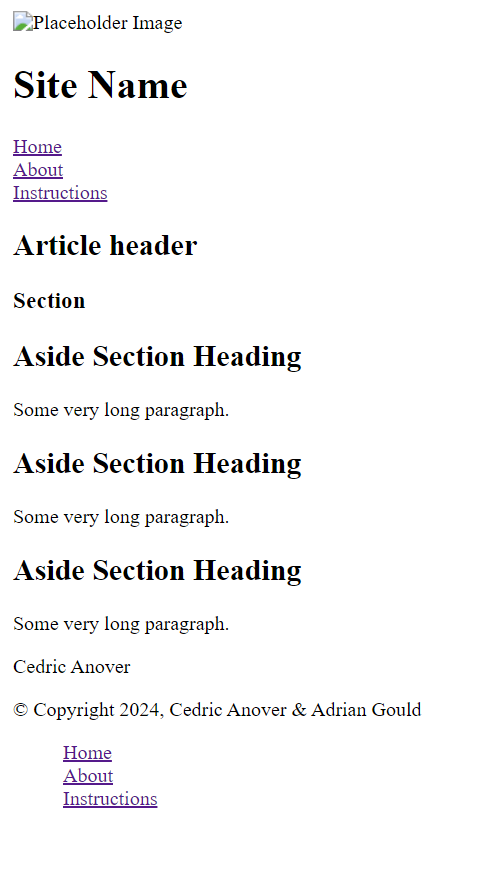 Placeholder Image
Site Name
Home
About
Instructions
Article header
Section
Aside Section Heading
Some very long paragraph.
Aside Section Heading
Some very long paragraph.
Aside Section Heading
Some very long paragraph.
Cedric Anover
© Copyright 2024, Cedric Anover & Adrian Gould
Home
About
Instructions